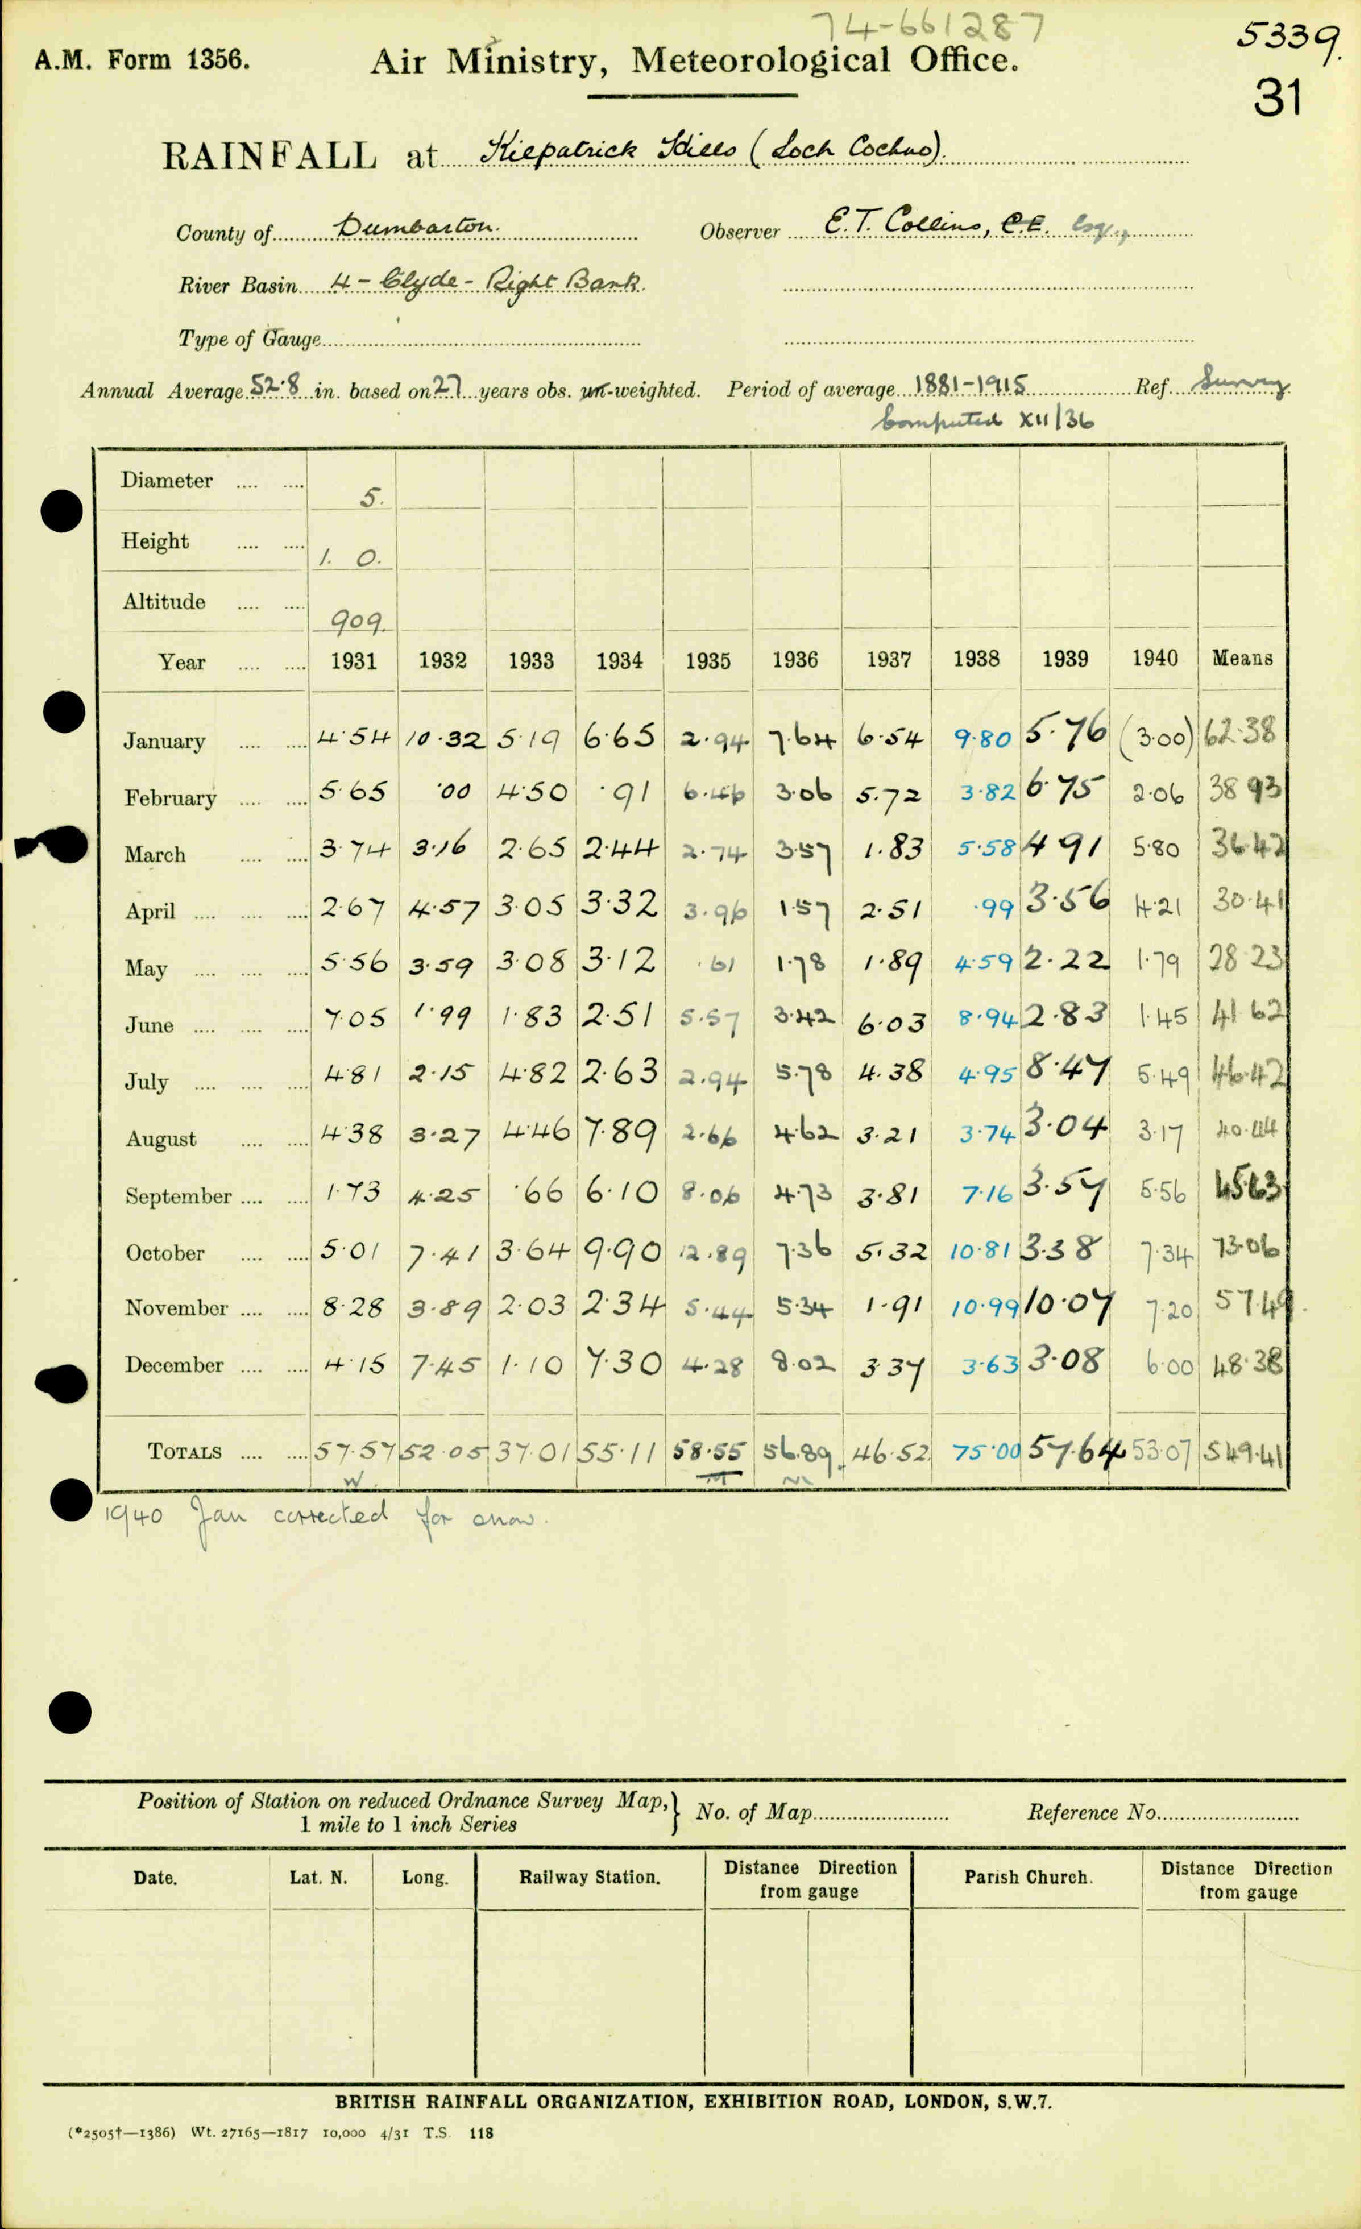 74-661287
5339.
A.M. Form 1356. Air Ministry, Meteorological Office.
31
RAINFALL at Kilpatrick Hills (Loch Cochno).
County of Dumbarton. Observer E.T. Collins, C.E. Esq.,
River Basin 4 - Clyde - Right Bank.
Type of Gauge
Annual Average 52.8 in. based on 27 years obs. un-weighted. Period of average 1881-1915 Ref. Survey
Computed XII/36
Diameter .... .... 5.
Height .... .... 1. 0.
Altitude .... .... 909.
Year .... .... 1931 1932 1933 1934 1935 1936 1937 1938 1939 1940 Means
January .... .... 4.54 10.32 5.19 6.65 2.94 7.64 6.54 9.80 5.76 (3.00) 62.38
February .... .... 5.65 .00 4.50 .91 6.46 3.06 5.72 3.82 6.75 2.06 38.93
March .... .... 3.74 3.16 2.65 2.44 2.74 3.57 1.83 5.58 4.91 5.80 36.42
April .... .... .... 2.67 4.57 3.05 3.32 3.96 1.57 2.51 .99 3.56 4.21 30.41
May .... .... .... 5.56 3.59 3.08 3.12 .61 1.78 1.89 4.59 2.22 1.79 28.23
June .... .... .... 7.05 1.99 1.83 2.51 5.57 3.42 6.03 8.94 2.83 1.45 41.62
July .... .... .... 4.81 2.15 4.82 2.63 2.94 5.78 4.38 4.95 8.47 5.49 46.42
August .... .... 4.38 3.27 4.46 7.89 2.66 4.62 3.21 3.74 3.04 3.17 40.44
September .... .... 1.73 4.25 .66 6.10 8.06 4.73 3.81 7.16 3.57 5.56 45.63
October .... .... 5.01 7.41 3.64 9.90 12.89 7.36 5.32 10.81 3.38 7.34 73.06
November .... .... 8.28 3.89 2.03 2.34 5.44 5.34 1.91 10.99 10.07 7.20 57.49
December .... .... 4.15 7.45 1.10 7.30 4.28 8.02 3.37 3.63 3.08 6.00 48.38
TOTALS .... .... 57.57 52.05 37.01 55.11 58.55 56.89 46.52 75.00 57.64 53.07 549.41
W M M
1940 Jan corrected for snow.
Position of Station on reduced Ordnance Survey Map, } No. of Map Reference No.
1 mile to 1 inch Series
Date. Lat. N. Long. Railway Station. Distance Direction Parish Church. Distance Direction
from gauge from gauge
BRITISH RAINFALL ORGANIZATION, EXHIBITION ROAD, LONDON, S.W.7.
(*2505†—1386) Wt. 27165—1817 10,000 4/31 T.S. 118